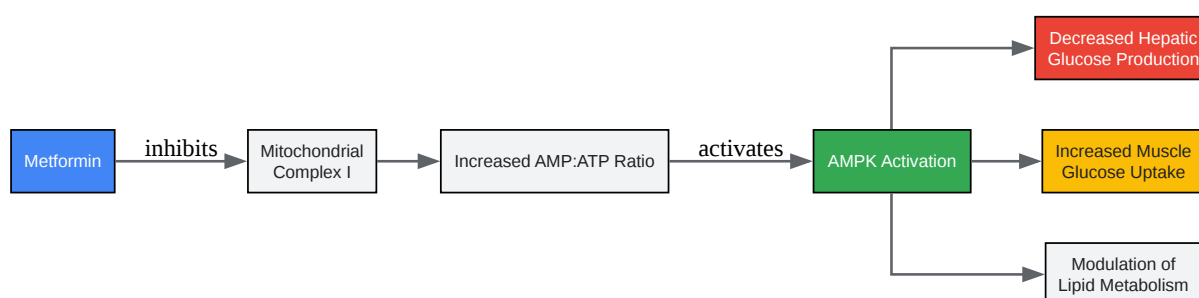 Decreased Hepatic
Glucose Production
Metformin
inhibits
Mitochondrial
Complex I
Increased AMP:ATP Ratio
activates
AMPK Activation
Increased Muscle
Glucose Uptake
Modulation of
Lipid Metabolism